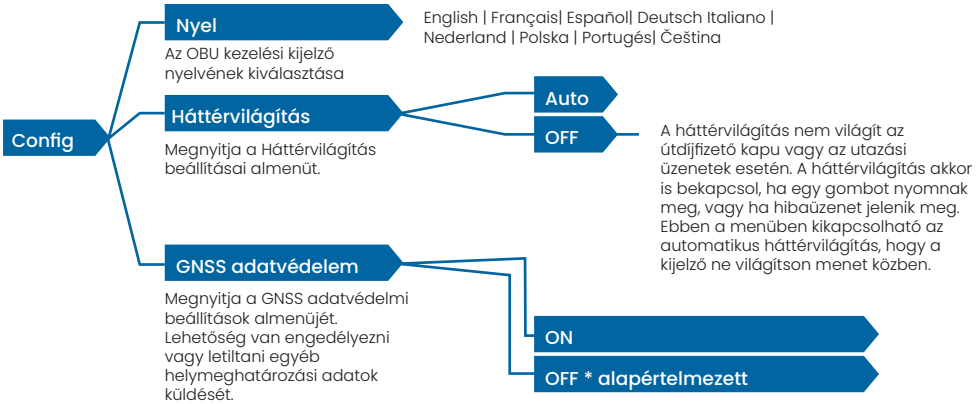 Config
Nyel
Az OBU kezelési kijelző
nyelvének kiválasztása
English | Français| Español| Deutsch Italiano |
Nederland | Polska | Portugés| Čeština
Háttérvilágítás
Megnyitja a Háttérvilágítás
beállításai almenüt.
Auto
OFF
A háttérvilágítás nem világít az
útdíjfizető kapu vagy az utazási
üzenetek esetén. A háttérvilágítás akkor
is bekapcsol, ha egy gombot nyomnak
meg, vagy ha hibaüzenet jelenik meg.
Ebben a menüben kikapcsolható az
automatikus háttérvilágítás, hogy a
kijelző ne világítson menet közben.
GNSS adatvédelem
Megnyitja a GNSS adatvédelmi
beállítások almenüjét.
Lehetőség van engedélyezni
vagy letiltani egyéb
helymeghatározási adatok
küldését.
ON
OFF * alapértelmezett